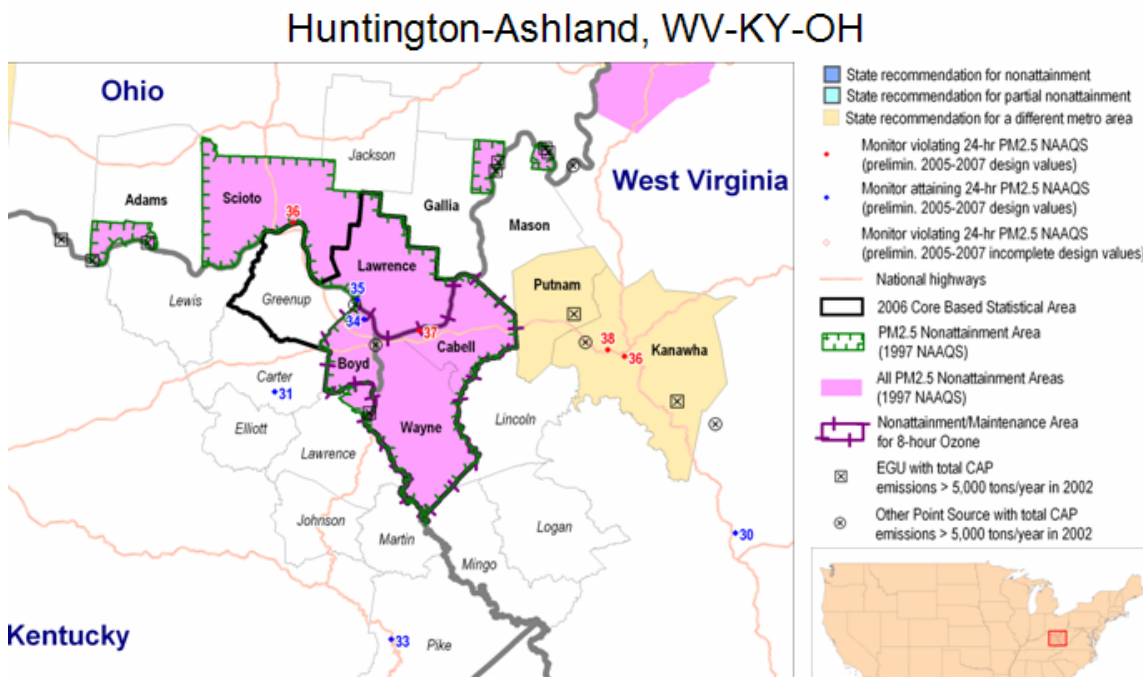 Huntington-Ashland, WV-KY-OH
Ohio
Jackson
West Virginia
Adams
Scioto
Gallia
Mason
36
Lawrence
Putnam
Lewis
Greenup
35
34
37
Cabell
38
36
Kanawha
Boyd
Carter
31
Lincoln
Elliott
Wayne
Lawrence
Johnson
Martin
Logan
30
Mingo
Kentucky
33
Pike
State recommendation for nonattainment
State recommendation for partial nonattainment
State recommendation for a different metro area
Monitor violating 24-hr PM2.5 NAAQS
(prelimin. 2005-2007 design values)
Monitor attaining 24-hr PM2.5 NAAQS
(prelimin. 2005-2007 design values)
Monitor violating 24-hr PM2.5 NAAQS
(prelimin. 2005-2007 incomplete design values)
National highways
2006 Core Based Statistical Area
PM2.5 Nonattainment Area
(1997 NAAQS)
All PM2.5 Nonattainment Areas
(1997 NAAQS)
Nonattainment/Maintenance Area
for 8-hour Ozone
EGU with total CAP
emissions > 5,000 tons/year in 2002
Other Point Source with total CAP
emissions > 5,000 tons/year in 2002